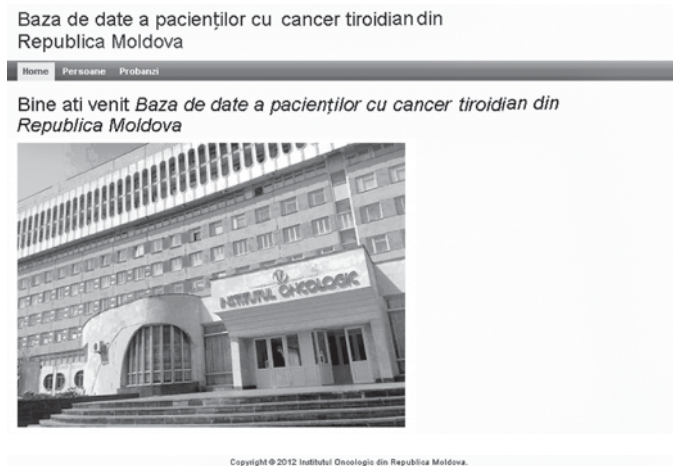 Baza de date a pacienților cu cancer tiroidian din
Republica Moldova
Home Persoane Probanzi
Bine ati venit Baza de date a pacienților cu cancer tiroidian din
Republica Moldova
INSTITUTUL ONCOLOGIC
Copyright © 2012 Institutul Oncologic din Republica Moldova.